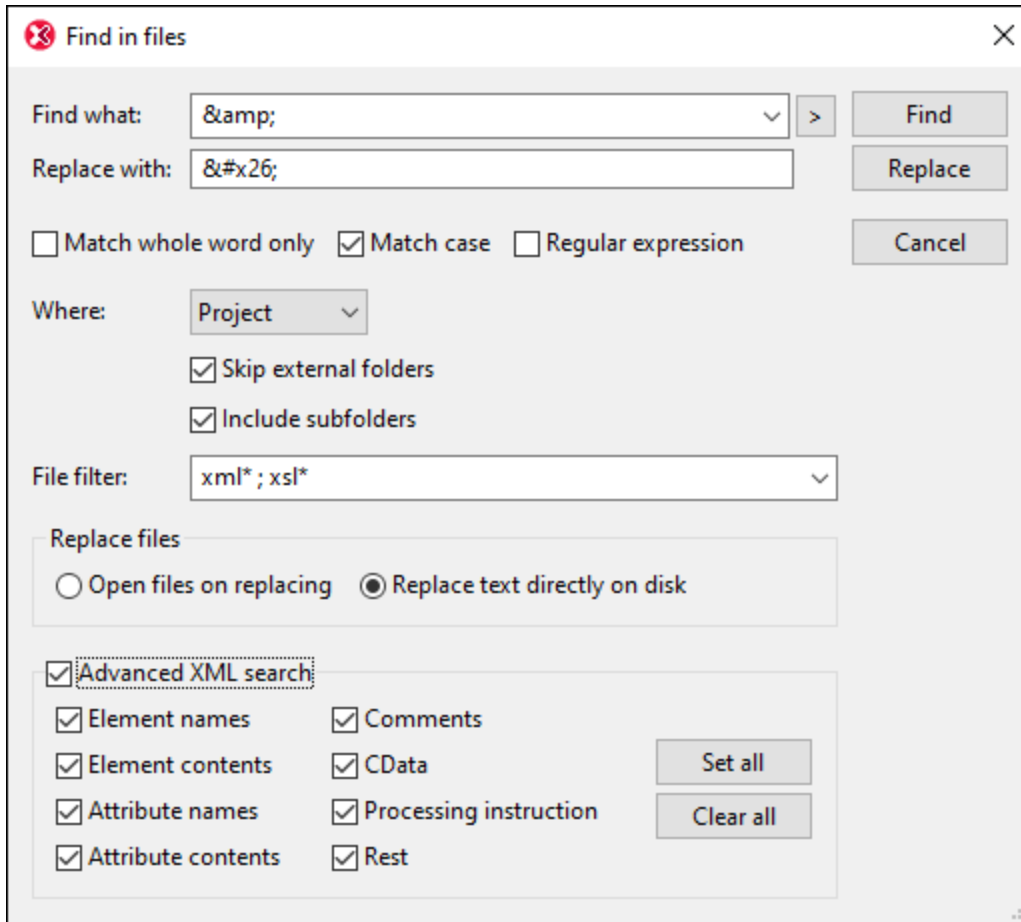 Find in files
Find what: &amp; > Find
Replace with: &#x26; Replace
Match whole word only Match case Regular expression Cancel
Where: Project
Skip external folders
Include subfolders
File filter: xml* ; xsl*
Replace files
Open files on replacing Replace text directly on disk
Advanced XML search
Element names Comments
Element contents CData Set all
Attribute names Processing instruction Clear all
Attribute contents Rest